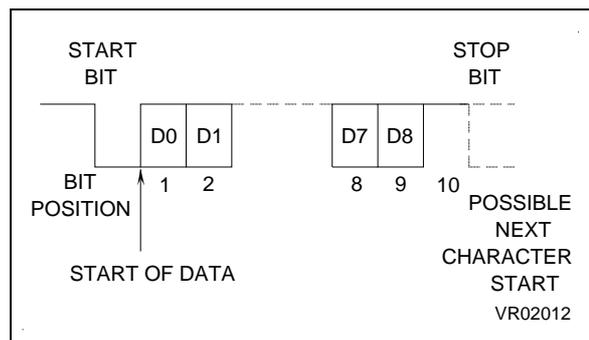 START
BIT
STOP
BIT
D0 D1 D7 D8
BIT
POSITION
1 2 8 9 10
POSSIBLE
NEXT
CHARACTER
START
START OF DATA
VR02012